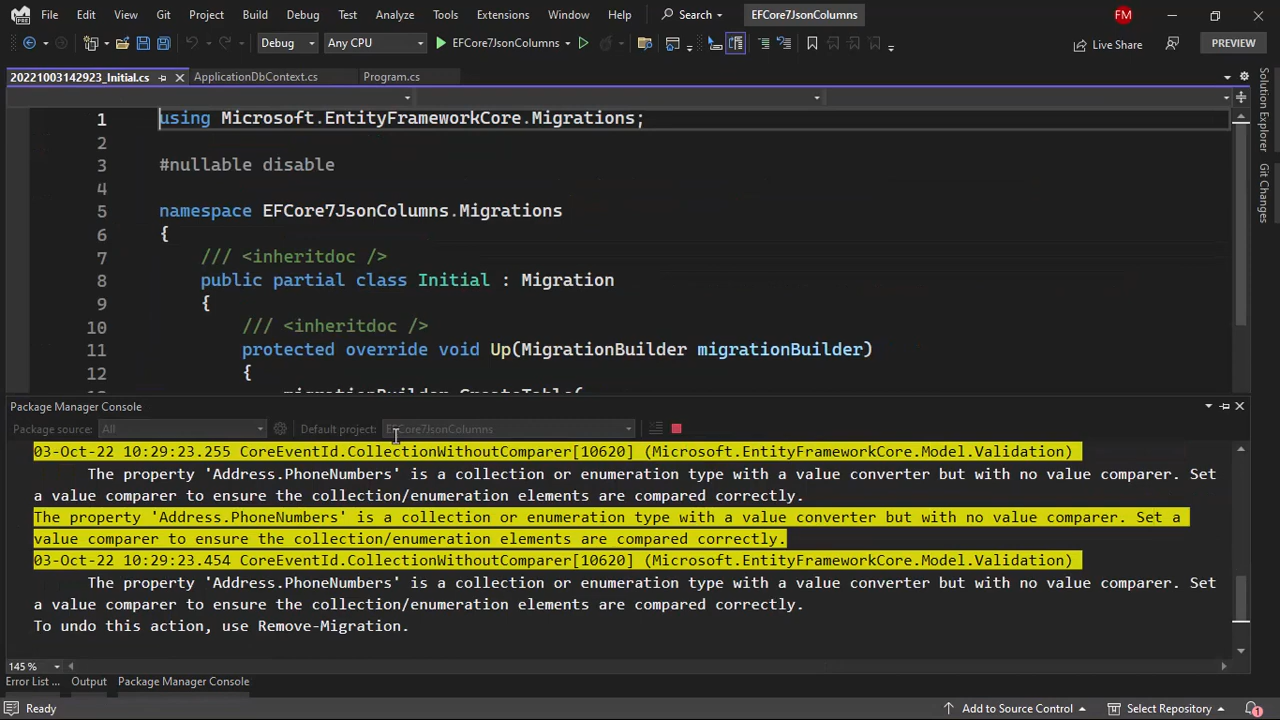 File Edit View Git Project Build Debug Test Analyze Tools Extensions Window Help Search EFCore7JsonColumns FM
Debug Any CPU EFCore7JsonColumns Live Share PREVIEW
20221003142923_Initial.cs ApplicationDbContext.cs Program.cs
1 using Microsoft.EntityFrameworkCore.Migrations;
2
3 #nullable disable
4
5 namespace EFCore7JsonColumns.Migrations
6 {
7 /// <inheritdoc />
8 public partial class Initial : Migration
9 {
10 /// <inheritdoc />
11 protected override void Up(MigrationBuilder migrationBuilder)
12 {
migrationBuilder.CreateTable(
Solution Explorer
Git Changes
Package Manager Console
Package source: All Default project: EFCore7JsonColumns
03-Oct-22 10:29:23.255 CoreEventId.CollectionWithoutComparer[10620] (Microsoft.EntityFrameworkCore.Model.Validation)
The property 'Address.PhoneNumbers' is a collection or enumeration type with a value converter but with no value comparer. Set
a value comparer to ensure the collection/enumeration elements are compared correctly.
The property 'Address.PhoneNumbers' is a collection or enumeration type with a value converter but with no value comparer. Set a
value comparer to ensure the collection/enumeration elements are compared correctly.
03-Oct-22 10:29:23.454 CoreEventId.CollectionWithoutComparer[10620] (Microsoft.EntityFrameworkCore.Model.Validation)
The property 'Address.PhoneNumbers' is a collection or enumeration type with a value converter but with no value comparer. Set
a value comparer to ensure the collection/enumeration elements are compared correctly.
To undo this action, use Remove-Migration.
145 %
Error List ... Output Package Manager Console
Ready Add to Source Control Select Repository 1